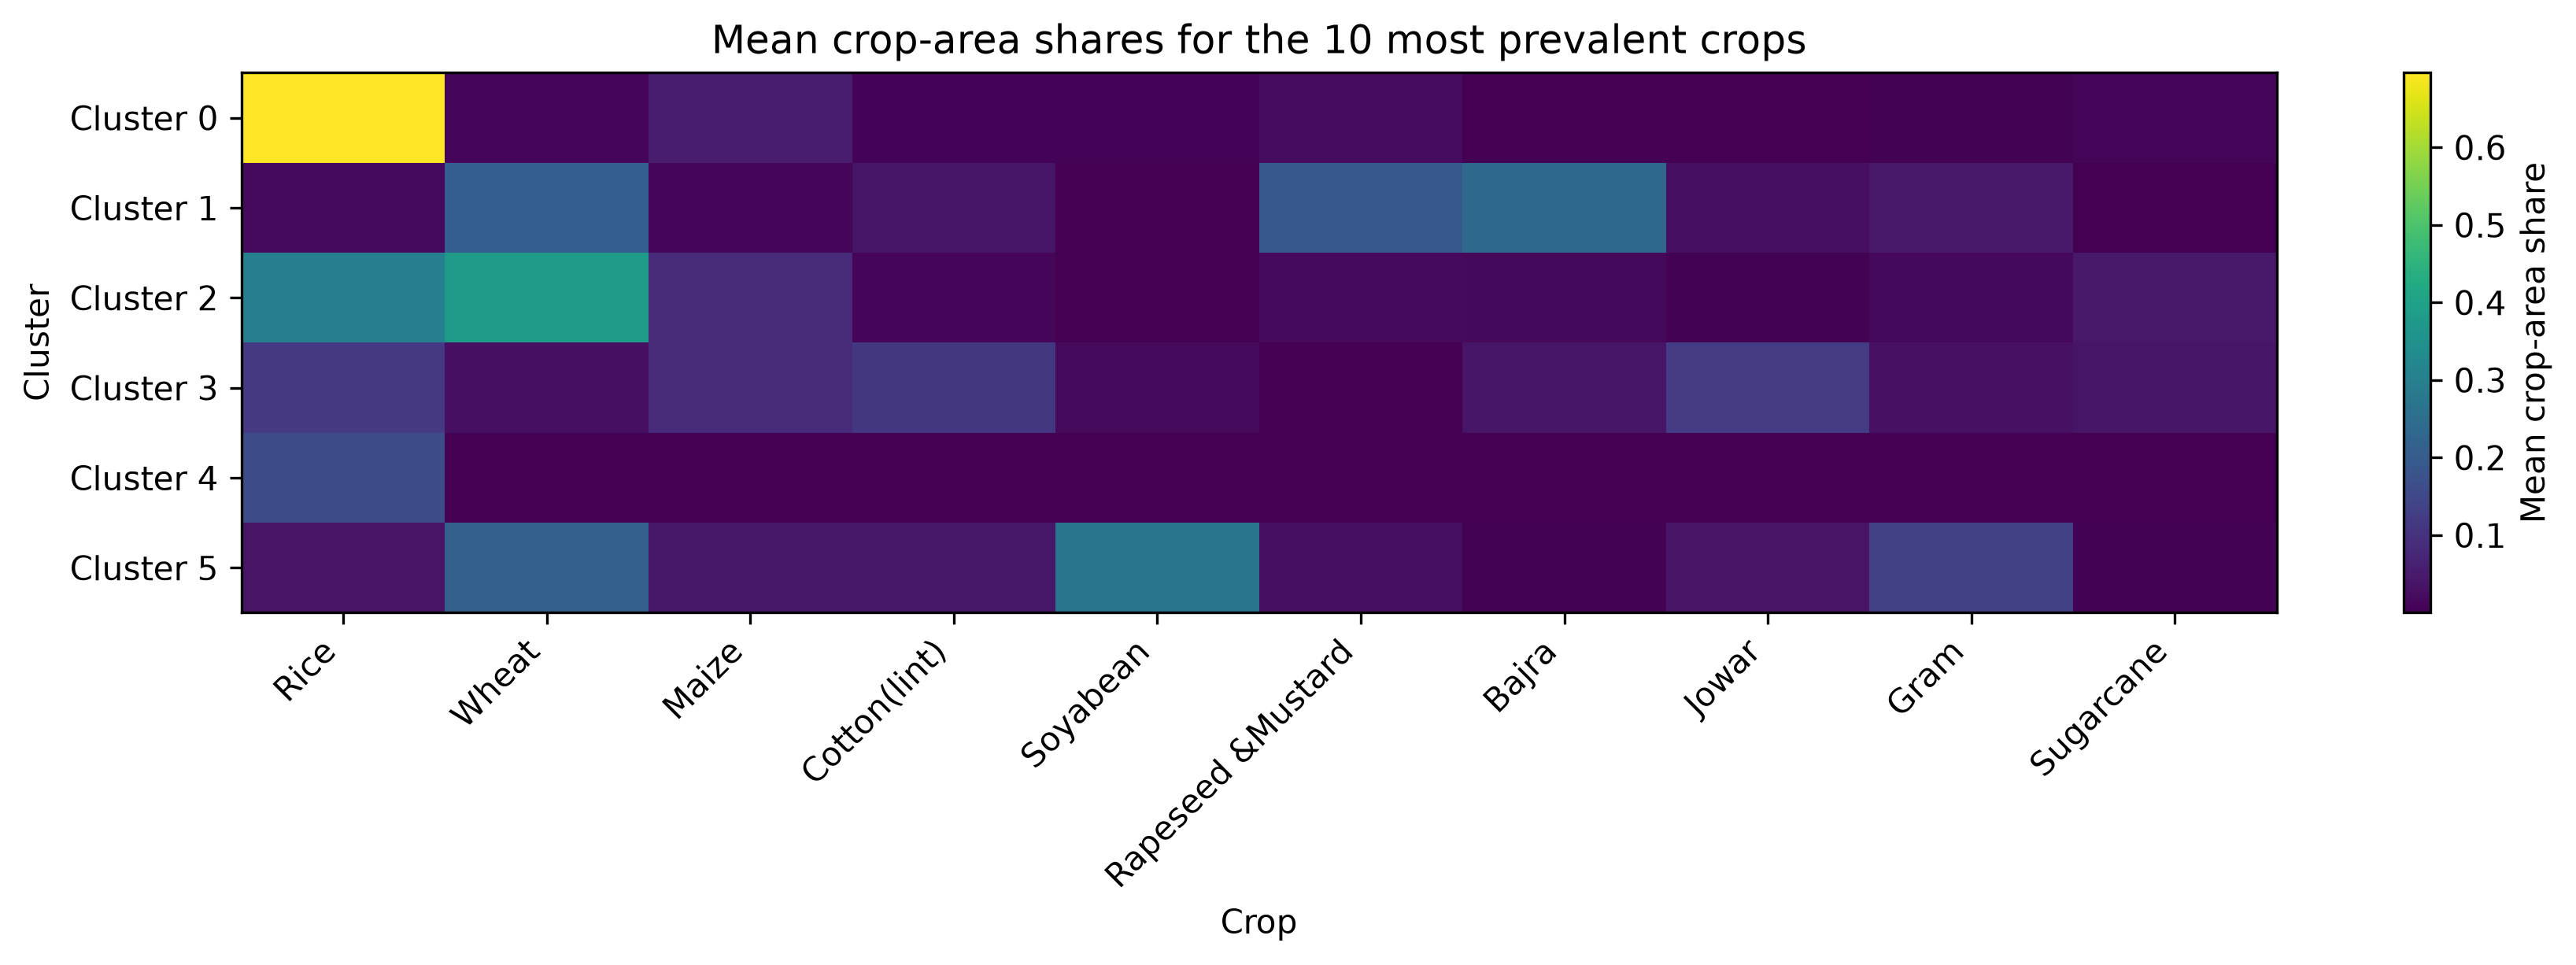 Mean crop-area shares for the 10 most prevalent crops
Cluster
Cluster 0
Cluster 1
Cluster 2
Cluster 3
Cluster 4
Cluster 5
Rice
Wheat
Maize
Cotton(lint)
Soyabean
Rapeseed &Mustard
Bajra
Jowar
Gram
Sugarcane
Crop
0.6
0.5
0.4
0.3
0.2
0.1
Mean crop-area share